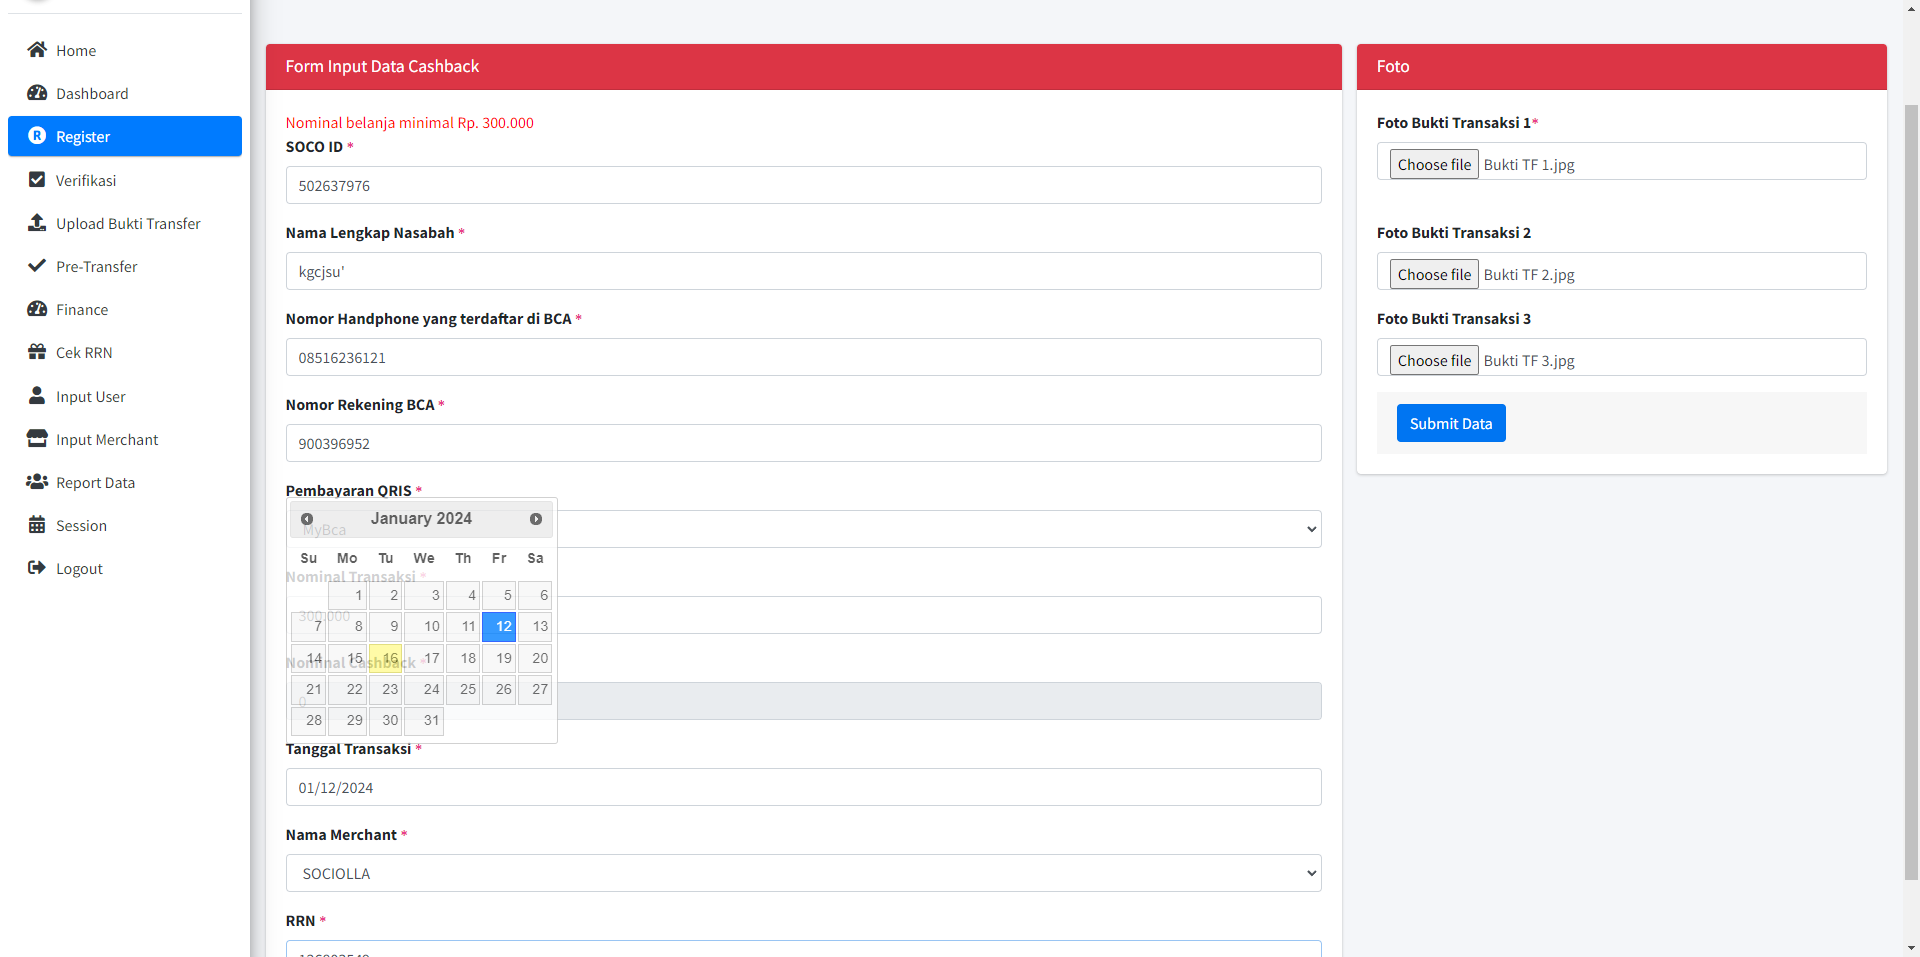 Home
Dashboard
Register
Verifikasi
Upload Bukti Transfer
Pre-Transfer
Finance
Cek RRN
Input User
Input Merchant
Report Data
Session
Logout
Form Input Data Cashback
Nominal belanja minimal Rp. 300.000
SOCO ID *
502637976
Nama Lengkap Nasabah *
kgcjsu'
Nomor Handphone yang terdaftar di BCA *
08516236121
Nomor Rekening BCA *
900396952
Pembayaran QRIS *
MyBca
January 2024
Su Mo Tu We Th Fr Sa
Nominal Transaksi *
1 2 3 4 5 6
300.000
7 8 9 10 11 12 13
Nominal Cashback *
14 15 16 17 18 19 20
21 22 23 24 25 26 27
0
28 29 30 31
Tanggal Transaksi *
01/12/2024
Nama Merchant *
SOCIOLLA
RRN *
Foto
Foto Bukti Transaksi 1*
Choose file Bukti TF 1.jpg
Foto Bukti Transaksi 2
Choose file Bukti TF 2.jpg
Foto Bukti Transaksi 3
Choose file Bukti TF 3.jpg
Submit Data